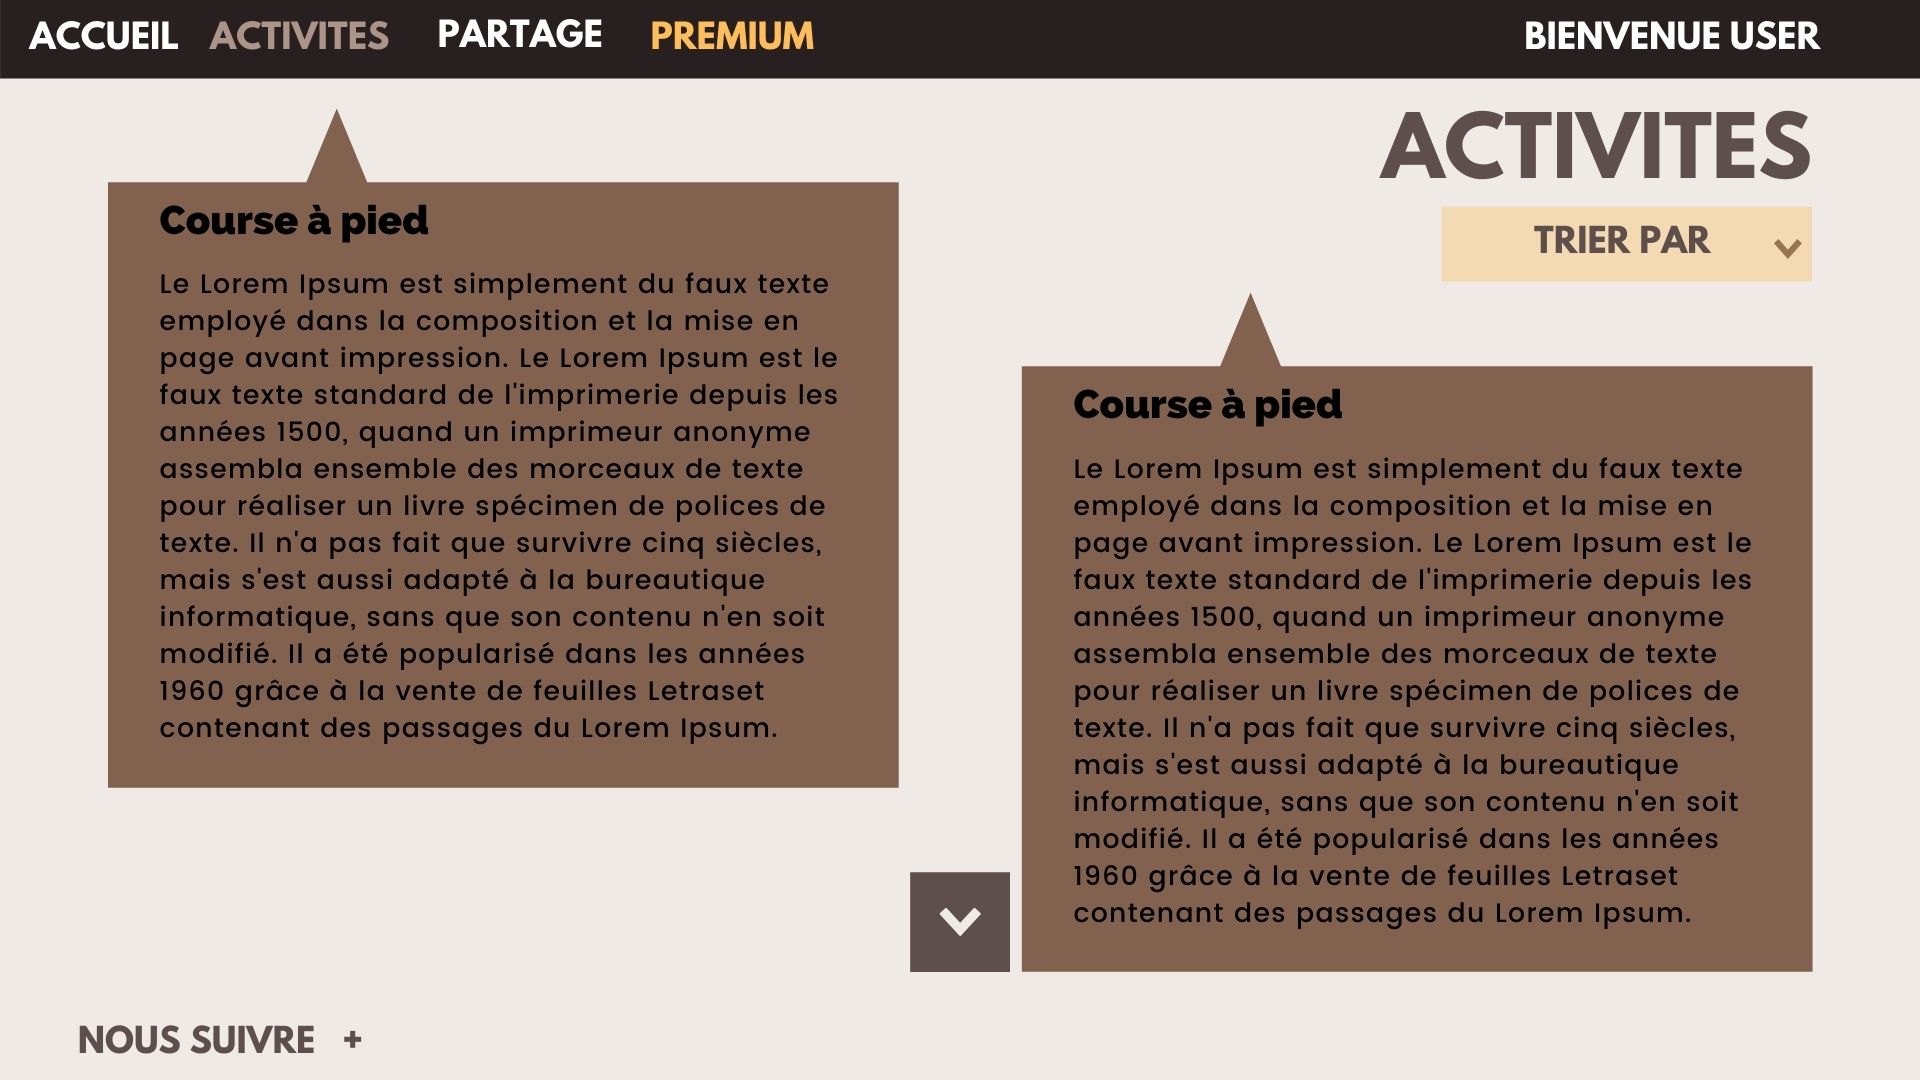 ACCUEIL ACTIVITES PARTAGE PREMIUM BIENVENUE USER
ACTIVITES
TRIER PAR
Course à pied
Le Lorem Ipsum est simplement du faux texte
employé dans la composition et la mise en
page avant impression. Le Lorem Ipsum est le
faux texte standard de l'imprimerie depuis les
années 1500, quand un imprimeur anonyme
assembla ensemble des morceaux de texte
pour réaliser un livre spécimen de polices de
texte. Il n'a pas fait que survivre cinq siècles,
mais s'est aussi adapté à la bureautique
informatique, sans que son contenu n'en soit
modifié. Il a été popularisé dans les années
1960 grâce à la vente de feuilles Letraset
contenant des passages du Lorem Ipsum.
Course à pied
Le Lorem Ipsum est simplement du faux texte
employé dans la composition et la mise en
page avant impression. Le Lorem Ipsum est le
faux texte standard de l'imprimerie depuis les
années 1500, quand un imprimeur anonyme
assembla ensemble des morceaux de texte
pour réaliser un livre spécimen de polices de
texte. Il n'a pas fait que survivre cinq siècles,
mais s'est aussi adapté à la bureautique
informatique, sans que son contenu n'en soit
modifié. Il a été popularisé dans les années
1960 grâce à la vente de feuilles Letraset
contenant des passages du Lorem Ipsum.
NOUS SUIVRE +